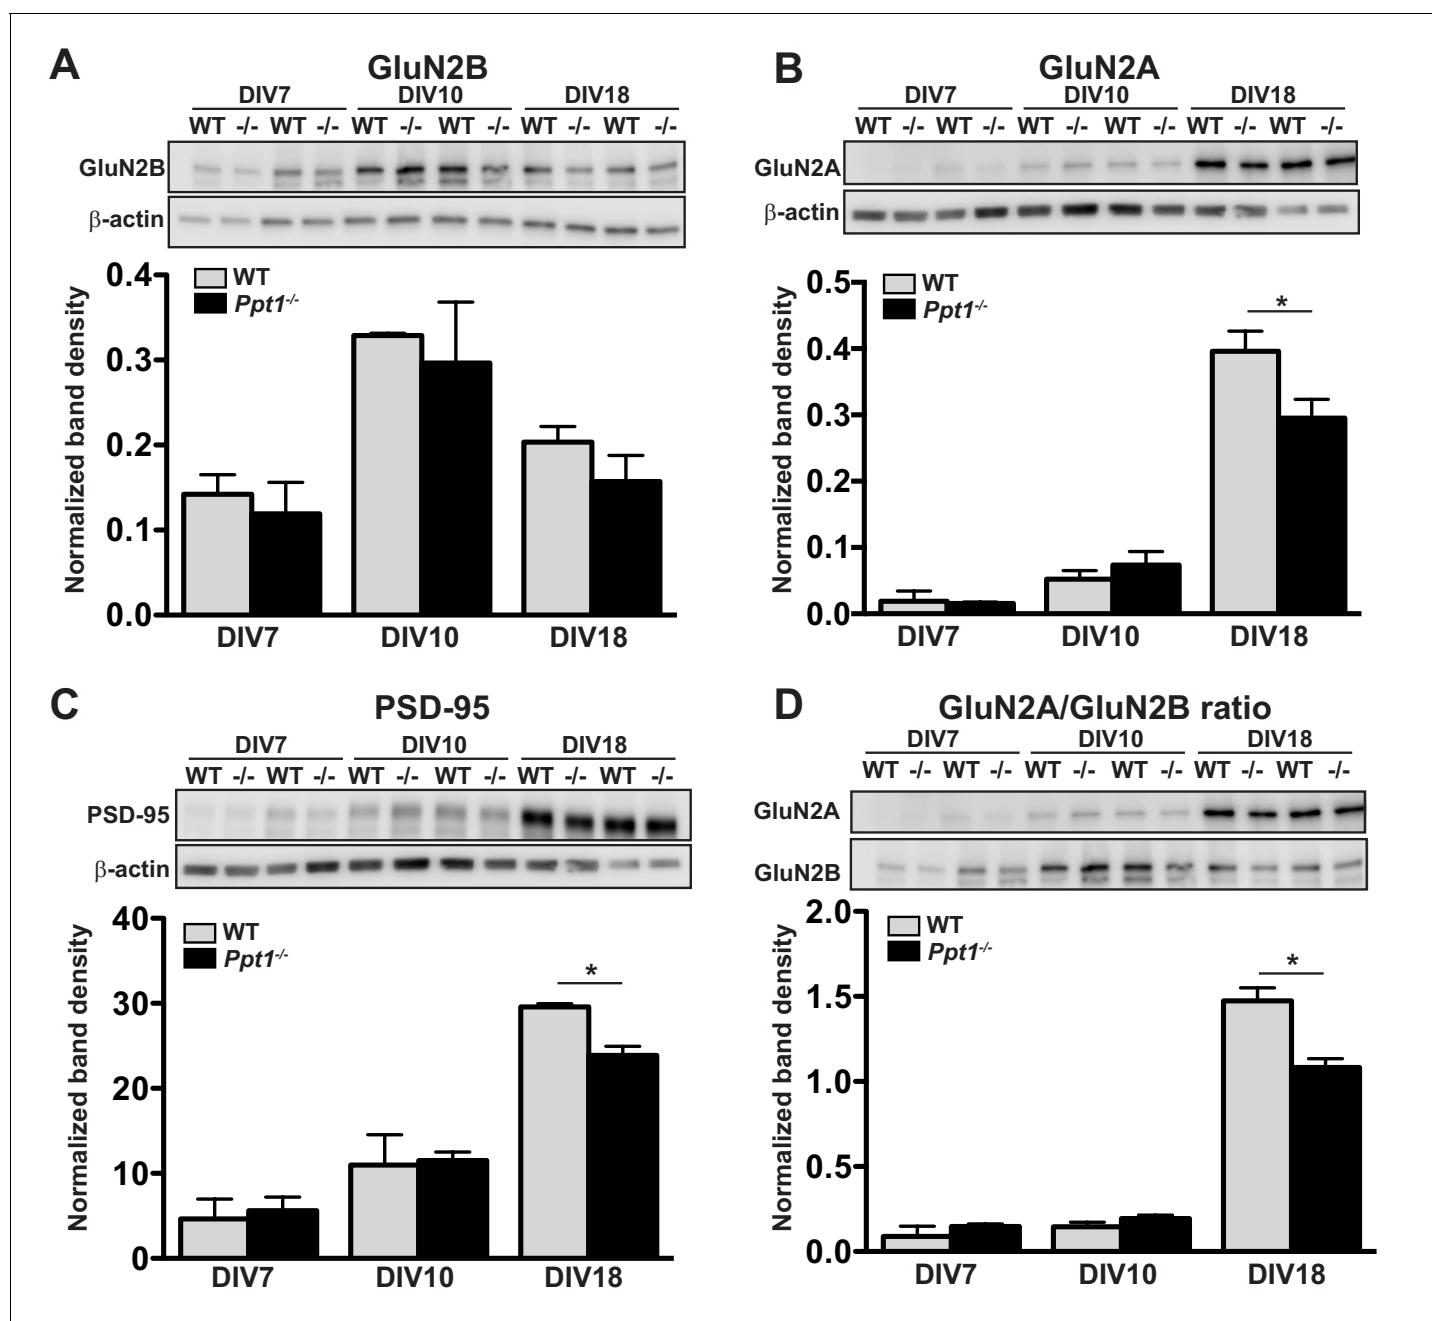 A
GluN2B
DIV7 DIV10 DIV18
WT -/- WT -/- WT -/- WT -/- WT -/- WT -/-
GluN2B
β-actin
0.4
0.3
0.2
0.1
0.0
Normalized band density
WT
Ppt1-/-
DIV7 DIV10 DIV18
B
GluN2A
DIV7 DIV10 DIV18
WT -/- WT -/- WT -/- WT -/- WT -/- WT -/-
GluN2A
β-actin
0.5
0.4
0.3
0.2
0.1
0.0
Normalized band density
WT
Ppt1-/-
*
DIV7 DIV10 DIV18
C
PSD-95
DIV7 DIV10 DIV18
WT -/- WT -/- WT -/- WT -/- WT -/- WT -/-
PSD-95
β-actin
40
30
20
10
0
Normalized band density
WT
Ppt1-/-
*
DIV7 DIV10 DIV18
D
GluN2A/GluN2B ratio
DIV7 DIV10 DIV18
WT -/- WT -/- WT -/- WT -/- WT -/- WT -/-
GluN2A
GluN2B
2.0
1.5
1.0
0.5
0.0
Normalized band density
WT
Ppt1-/-
*
DIV7 DIV10 DIV18